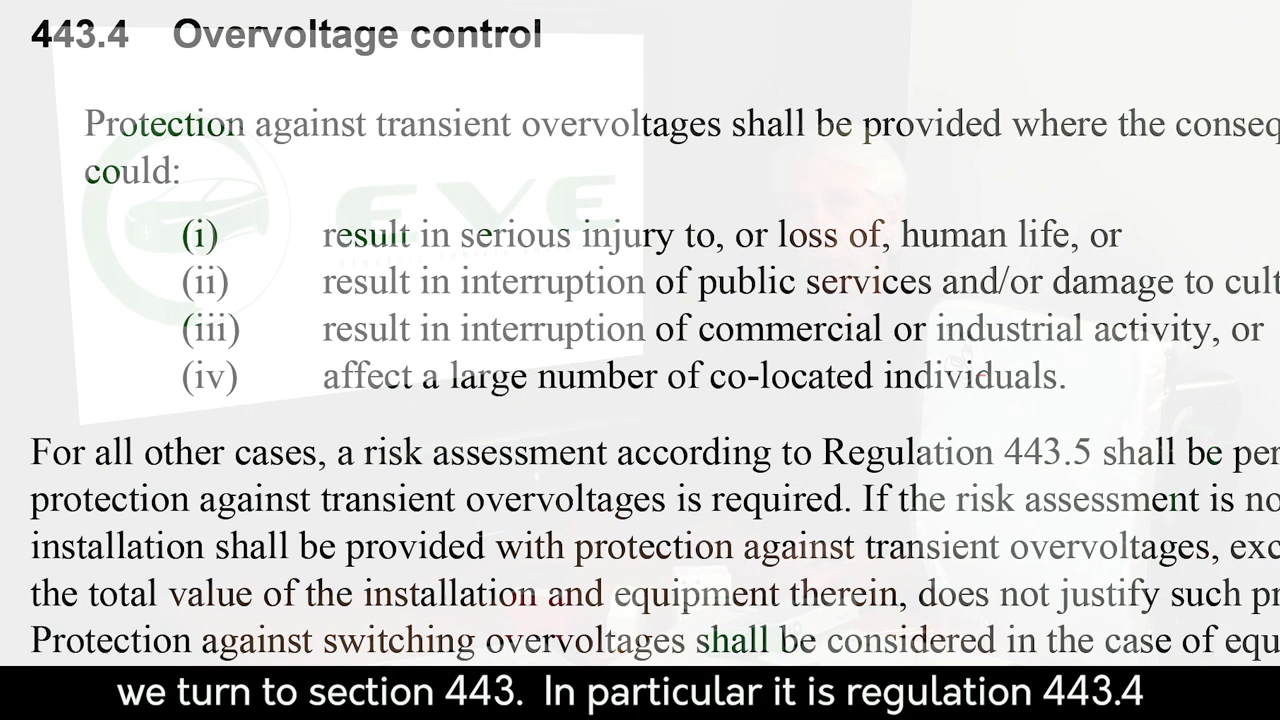 443.4 Overvoltage control
Protection against transient overvoltages shall be provided where the conseq
could:
(i) result in serious injury to, or loss of, human life, or
(ii) result in interruption of public services and/or damage to cult
(iii) result in interruption of commercial or industrial activity, or
(iv) affect a large number of co-located individuals.
EVE
For all other cases, a risk assessment according to Regulation 443.5 shall be per
protection against transient overvoltages is required. If the risk assessment is no
installation shall be provided with protection against transient overvoltages, exc
the total value of the installation and equipment therein, does not justify such pr
Protection against switching overvoltages shall be considered in the case of equ
we turn to section 443. In particular it is regulation 443.4